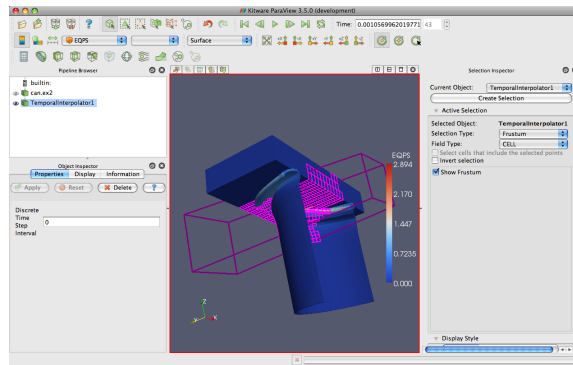 Kitware ParaView 3.5.0 (development)
Time: 0.0010569962019771 43
EQPS
Surface
Pipeline Browser
builtin:
can.ex2
TemporalInterpolator1
Object Inspector
Properties Display Information
Apply Reset Delete ?
Discrete
Time
Step
Interval
0
EQPS
2.894
2.170
1.447
0.7235
0.000
Z
Y
X
Selection Inspector
Current Object: TemporalInterpolator1
Create Selection
Active Selection
Selected Object: TemporalInterpolator1
Selection Type: Frustum
Field Type: CELL
Select cells that include the selected points
Invert selection
Show Frustum
Display Style